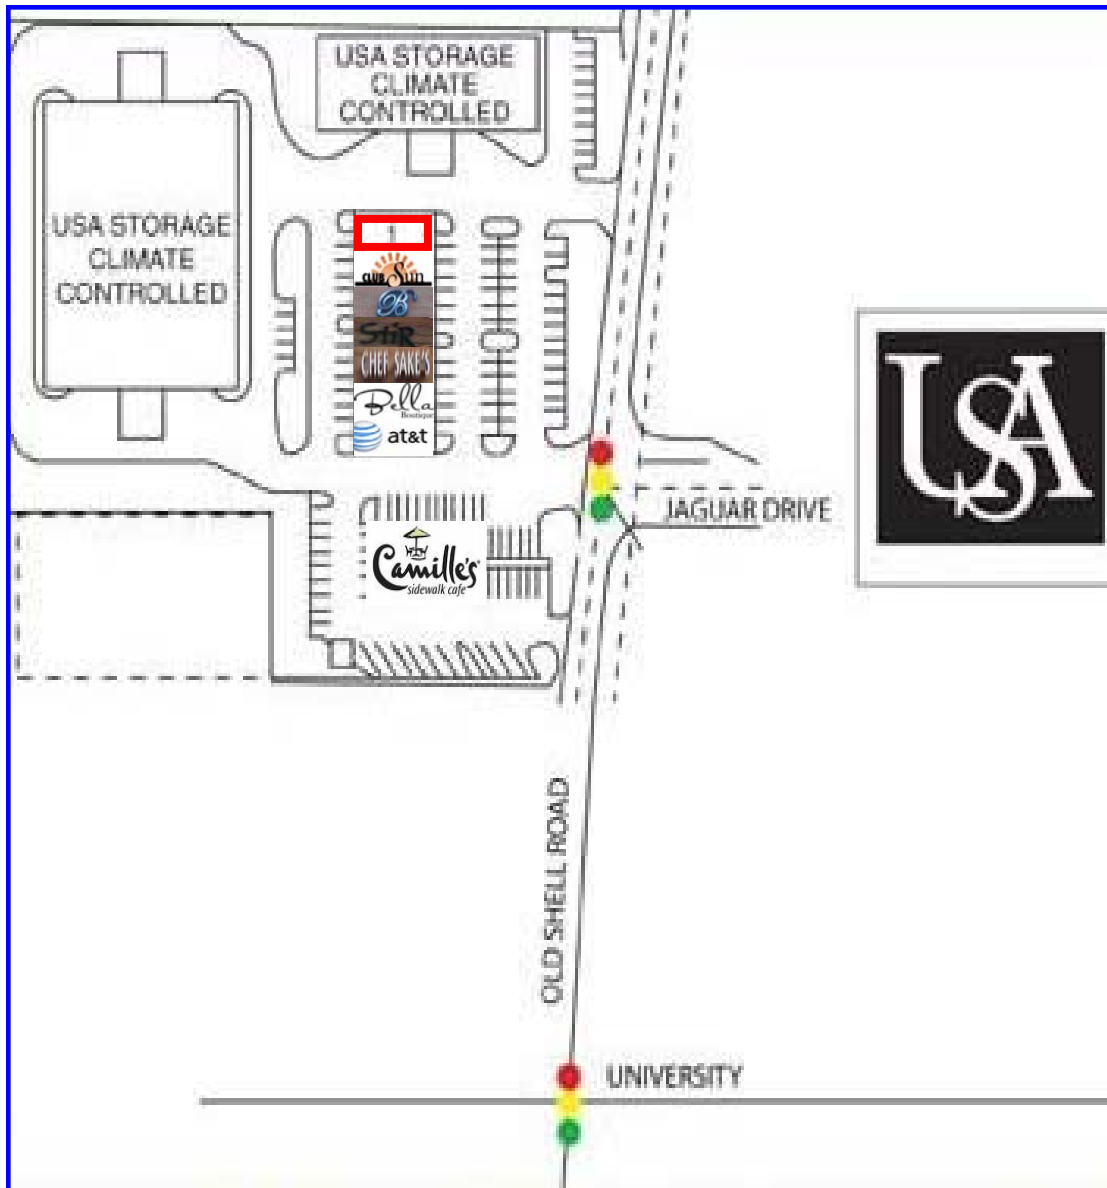 USA STORAGE
CLIMATE
CONTROLLED
USA STORAGE
CLIMATE
CONTROLLED
1
CLUB Sun
B
StiR
CHEF SAKE'S
Bella
Boutique
at&t
USA
JAGUAR DRIVE
Camille's
sidewalk cafe
OLD SHELL ROAD
UNIVERSITY